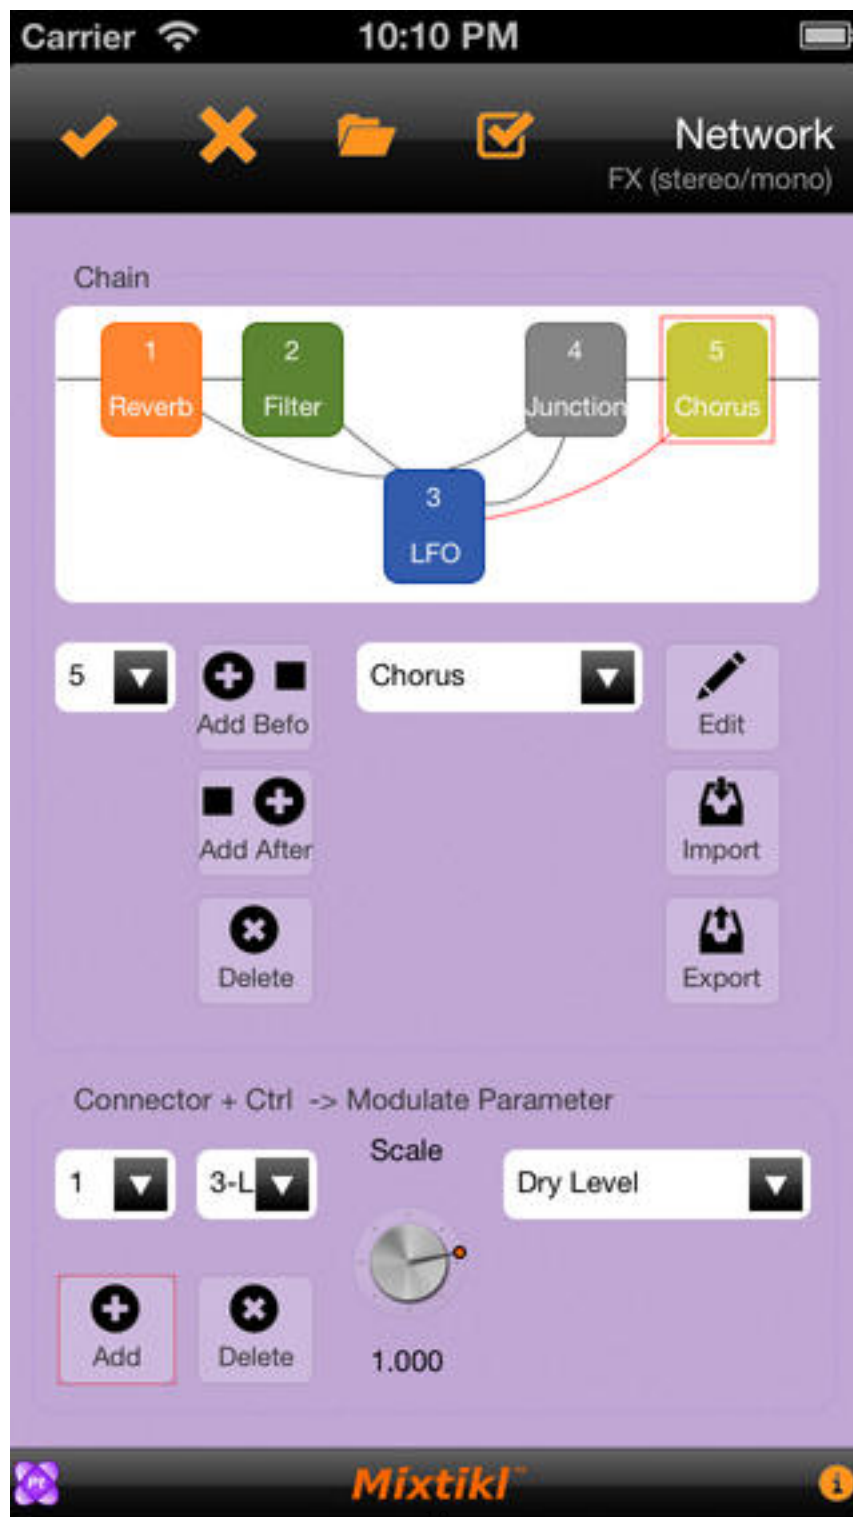 Carrier 10:10 PM
Network
FX (stereo/mono)
Chain
1 2 4 5
Reverb Filter Junction Chorus
3
LFO
5 Chorus
Add Befo Edit
Add After Import
Delete Export
Connector + Ctrl -> Modulate Parameter
Scale
1 3-L Dry Level
Add Delete 1.000
Pt Mixtikl™ i